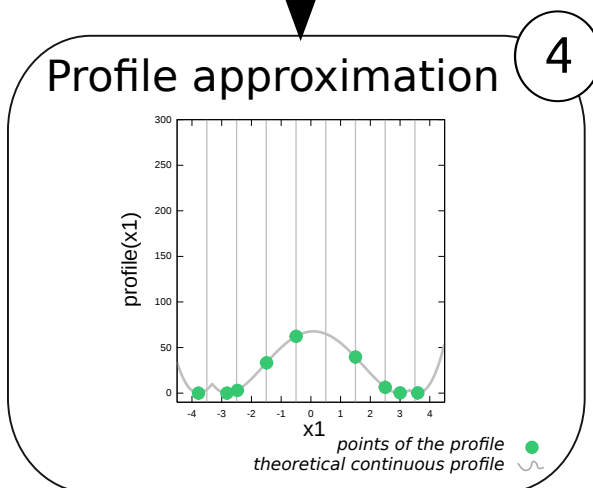 4
Profile approximation
300
250
200
150
100
50
0
profile(x1)
-4 -3 -2 -1 0 1 2 3 4
x1
points of the profile
theoretical continuous profile